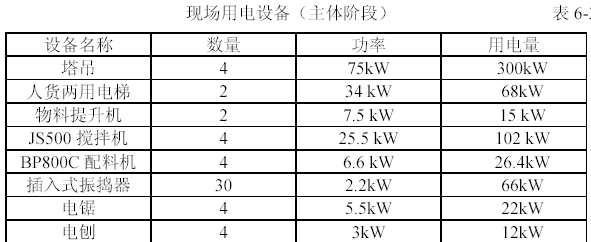 现场用电设备（主体阶段） 表 6-
设备名称 数量 功率 用电量
塔吊 4 75kW 300kW
人货两用电梯 2 34 kW 68kW
物料提升机 2 7.5 kW 15 kW
JS500 搅拌机 4 25.5 kW 102 kW
BP800C 配料机 4 6.6 kW 26.4kW
插入式振捣器 30 2.2kW 66kW
电锯 4 5.5kW 22kW
电刨 4 3kW 12kW